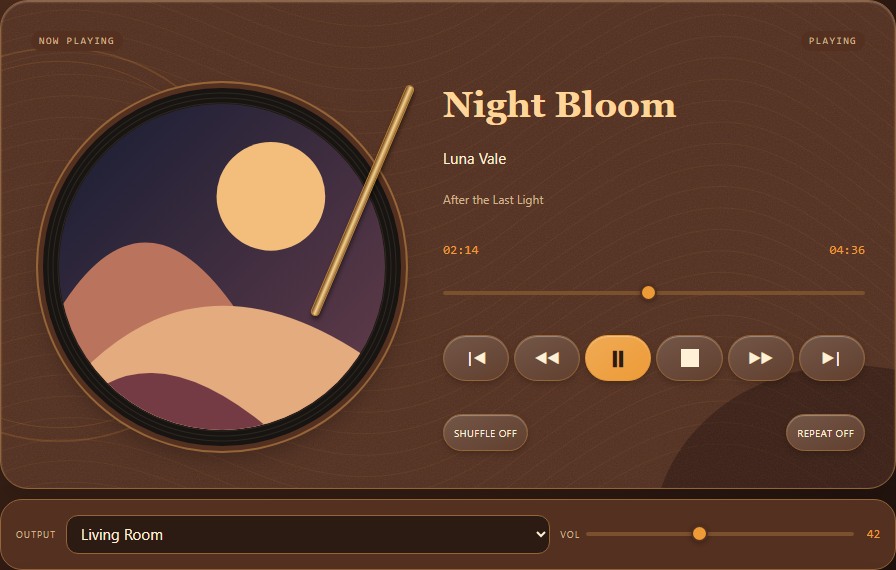 NOW PLAYING
PLAYING
Night Bloom
Luna Vale
After the Last Light
02:14
04:36
SHUFFLE OFF
REPEAT OFF
OUTPUT
Living Room
VOL
42